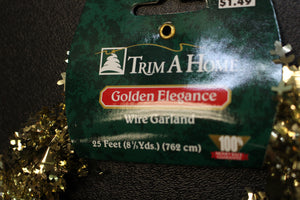 $1.49
TRIM A HOME
Golden Elegance
Wire Garland
25 Feet (8⅓ Yds.) (762 cm)
100%